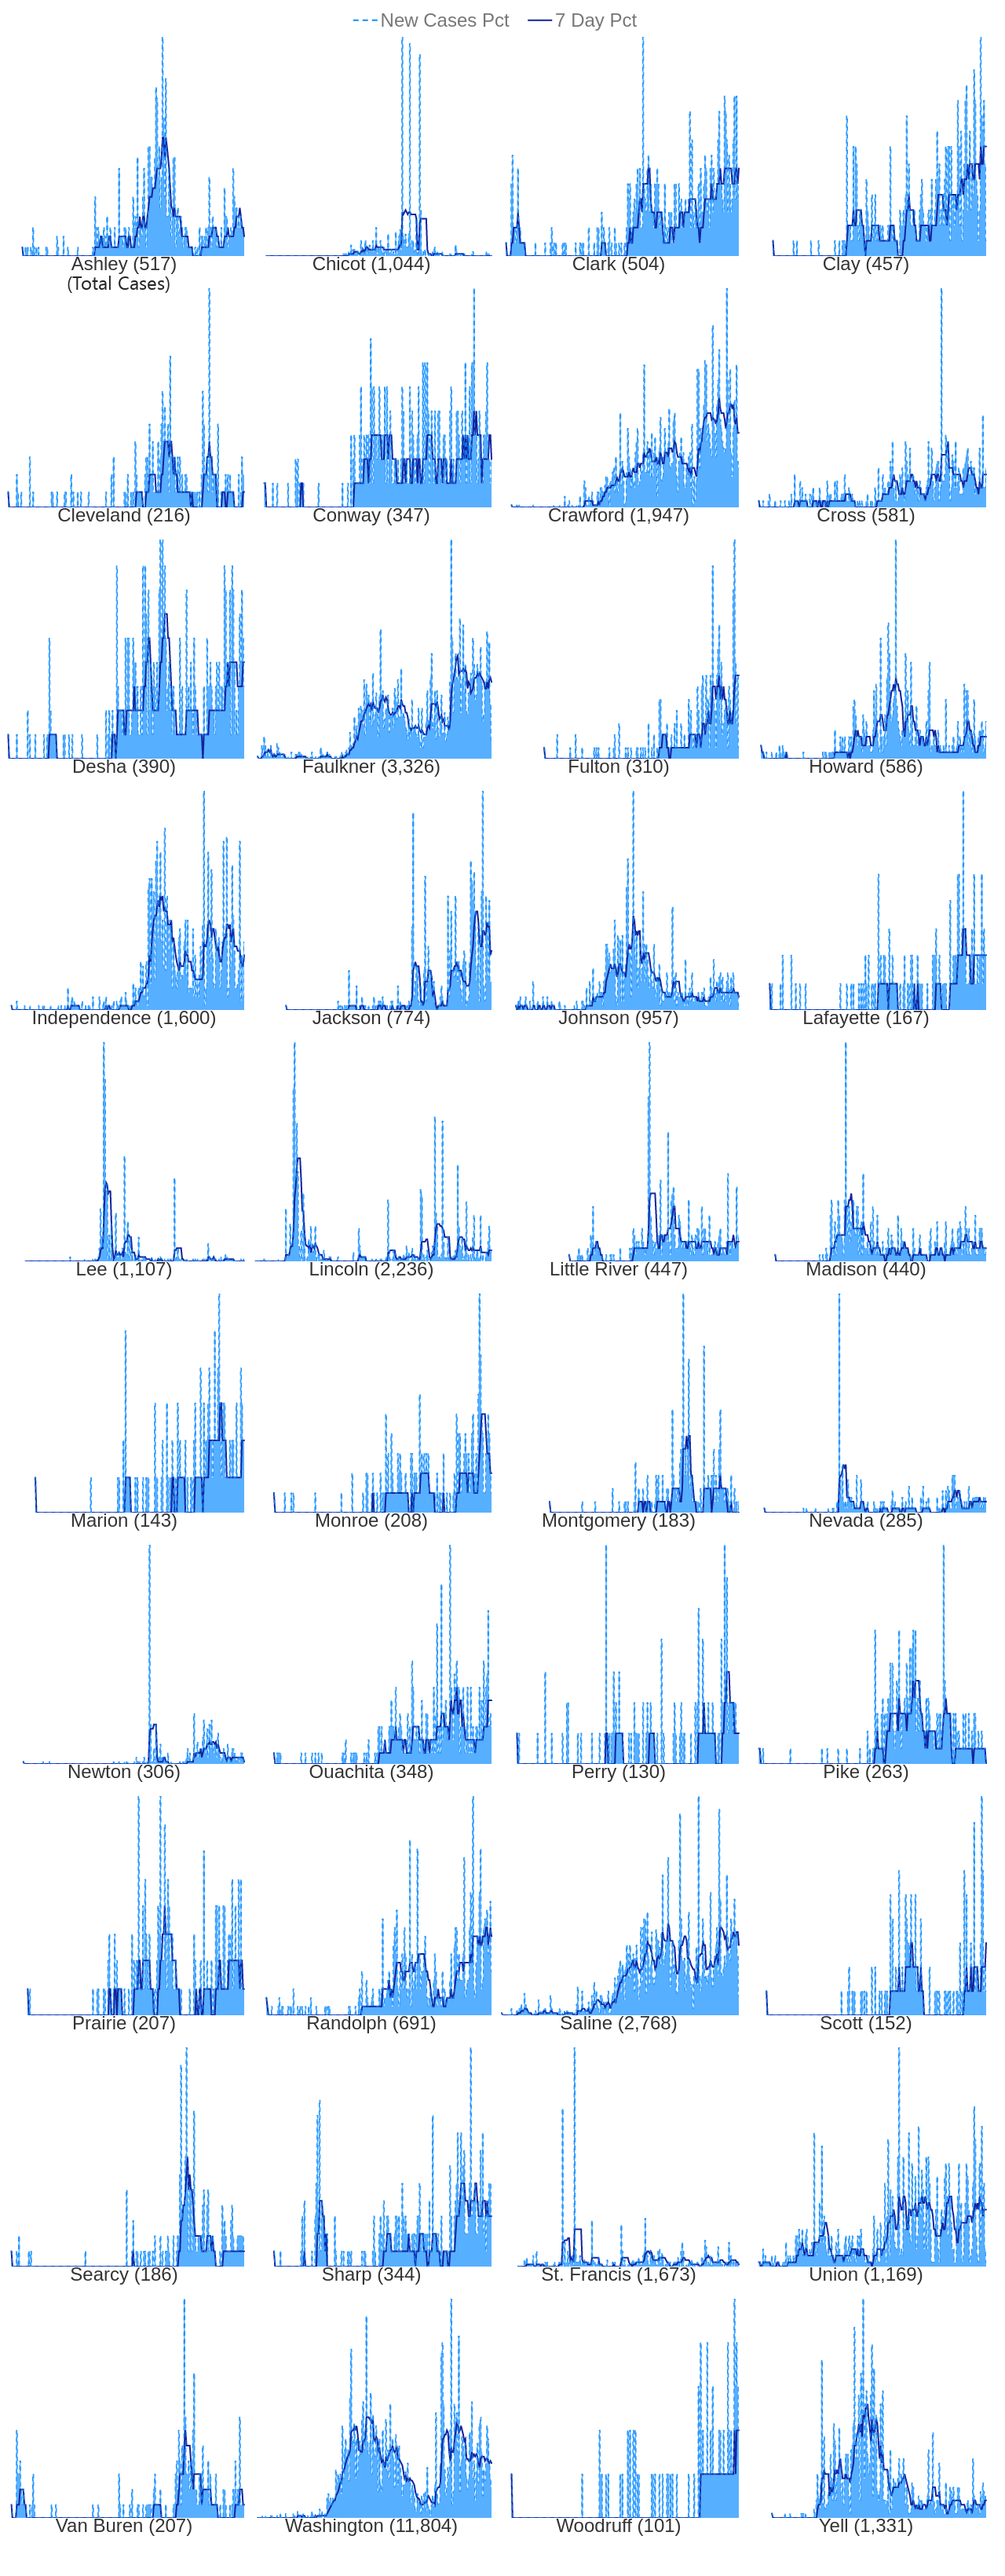 New Cases Pct 7 Day Pct
Ashley (517) Chicot (1,044) Clark (504) Clay (457)
(Total Cases)
Cleveland (216) Conway (347) Crawford (1,947) Cross (581)
Desha (390) Faulkner (3,326) Fulton (310) Howard (586)
Independence (1,600) Jackson (774) Johnson (957) Lafayette (167)
Lee (1,107) Lincoln (2,236) Little River (447) Madison (440)
Marion (143) Monroe (208) Montgomery (183) Nevada (285)
Newton (306) Ouachita (348) Perry (130) Pike (263)
Prairie (207) Randolph (691) Saline (2,768) Scott (152)
Searcy (186) Sharp (344) St. Francis (1,673) Union (1,169)
Van Buren (207) Washington (11,804) Woodruff (101) Yell (1,331)